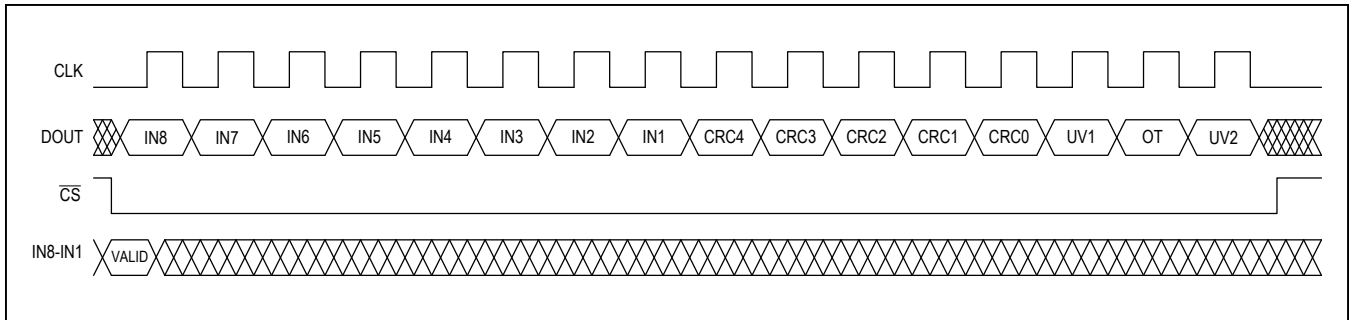 CLK
DOUT IN8 IN7 IN6 IN5 IN4 IN3 IN2 IN1 CRC4 CRC3 CRC2 CRC1 CRC0 UV1 OT UV2
CS
IN8-IN1 VALID